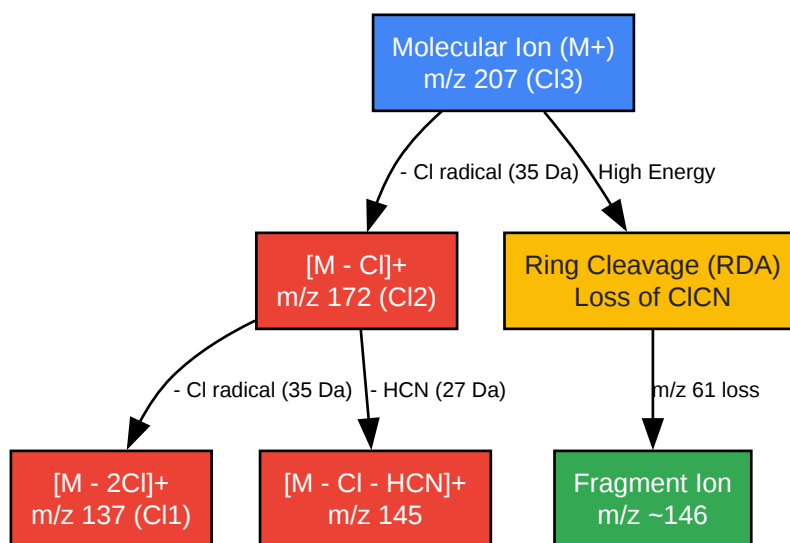 Molecular Ion (M+)
m/z 207 (Cl3)
- Cl radical (35 Da)
High Energy
[M - Cl]+
m/z 172 (Cl2)
Ring Cleavage (RDA)
Loss of ClCN
- Cl radical (35 Da)
- HCN (27 Da)
m/z 61 loss
[M - 2Cl]+
m/z 137 (Cl1)
[M - Cl - HCN]+
m/z 145
Fragment Ion
m/z ~146